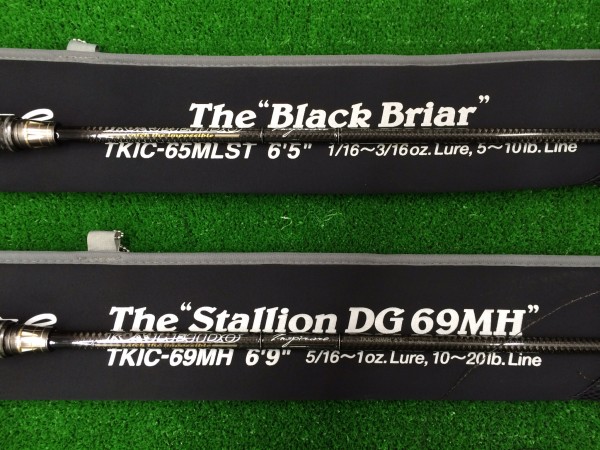 The "Black Briar"
TKIC-65MLST 6'5" 1/16~3/16oz. Lure, 5~10lb. Line
The "Stallion DG 69MH"
TKIC-69MH 6'9" 5/16~1oz. Lure, 10~20lb. Line